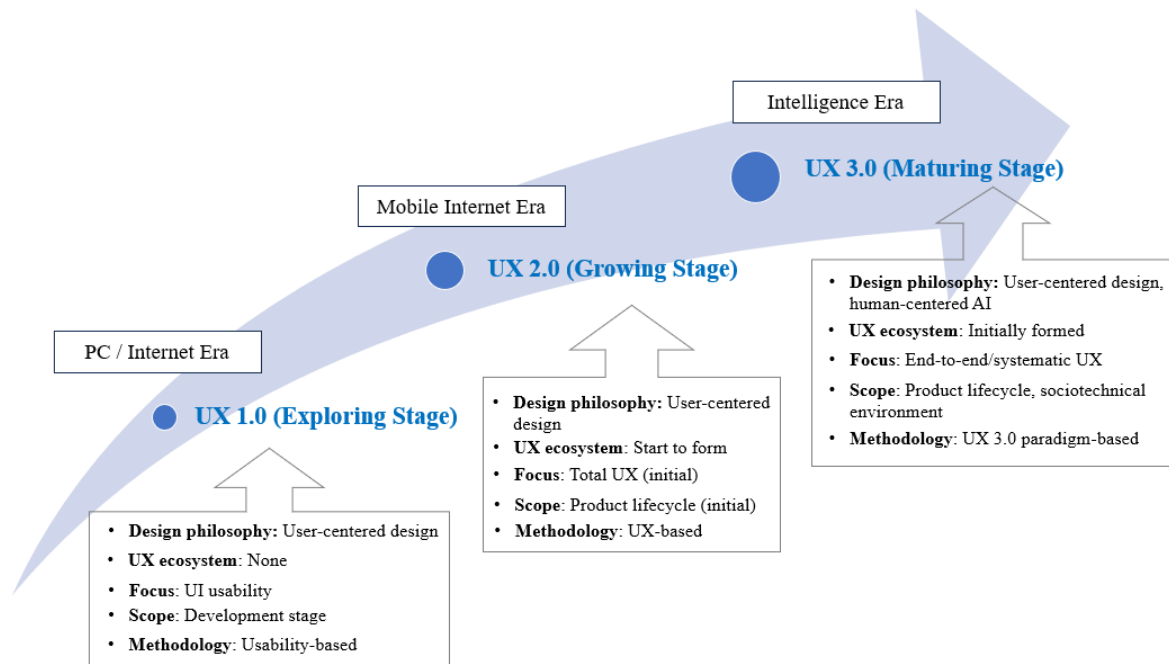 PC / Internet Era
UX 1.0 (Exploring Stage)
• Design philosophy: User-centered design
• UX ecosystem: None
• Focus: UI usability
• Scope: Development stage
• Methodology: Usability-based
Mobile Internet Era
UX 2.0 (Growing Stage)
• Design philosophy: User-centered
design
• UX ecosystem: Start to form
• Focus: Total UX (initial)
• Scope: Product lifecycle (initial)
• Methodology: UX-based
Intelligence Era
UX 3.0 (Maturing Stage)
• Design philosophy: User-centered design,
human-centered AI
• UX ecosystem: Initially formed
• Focus: End-to-end/systematic UX
• Scope: Product lifecycle, sociotechnical
environment
• Methodology: UX 3.0 paradigm-based